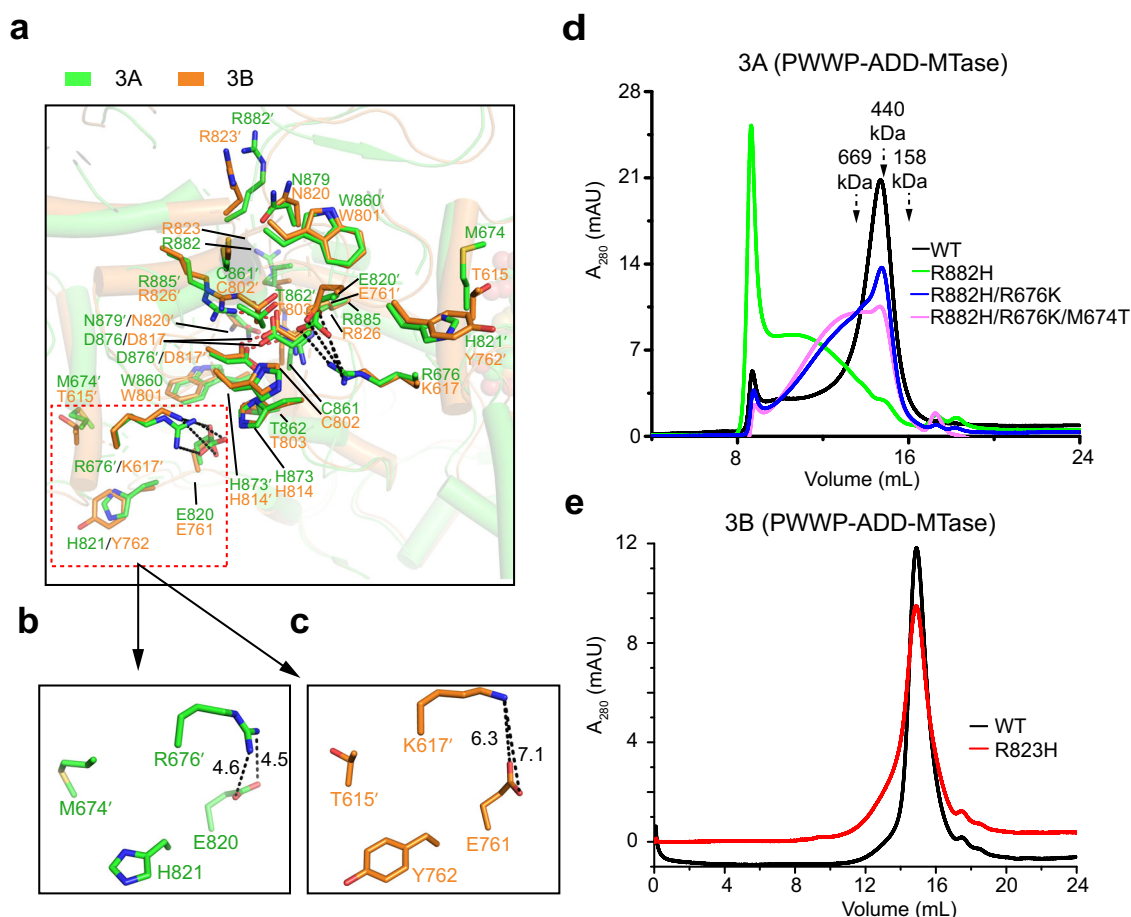 a
3A
3B
R882′
R823′
N879
N820
W860′
W801′
M674
T615
R823
R882
C861′
C802′
R885′
R826′
T862′
T803′
E820′
E761′
R885
R826
N879′/N820′
D876/D817
D876′/D817′
H821′
Y762′
M674′
T615′
W860
W801
R676
K617
C861
C802
T862
T803
R676′/K617′
H873′
H814′
H873
H814
E820
E761
H821/Y762
b
R676′
4.6
4.5
M674′
E820
H821
c
K617′
6.3
7.1
T615′
E761
Y762
d
3A (PWWP-ADD-MTase)
28
21
14
7
0
A280 (mAU)
440
kDa
669
kDa
158
kDa
WT
R882H
R882H/R676K
R882H/R676K/M674T
8
16
24
Volume (mL)
e
3B (PWWP-ADD-MTase)
12
8
4
0
A280 (mAU)
WT
R823H
0
4
8
12
16
20
24
Volume (mL)